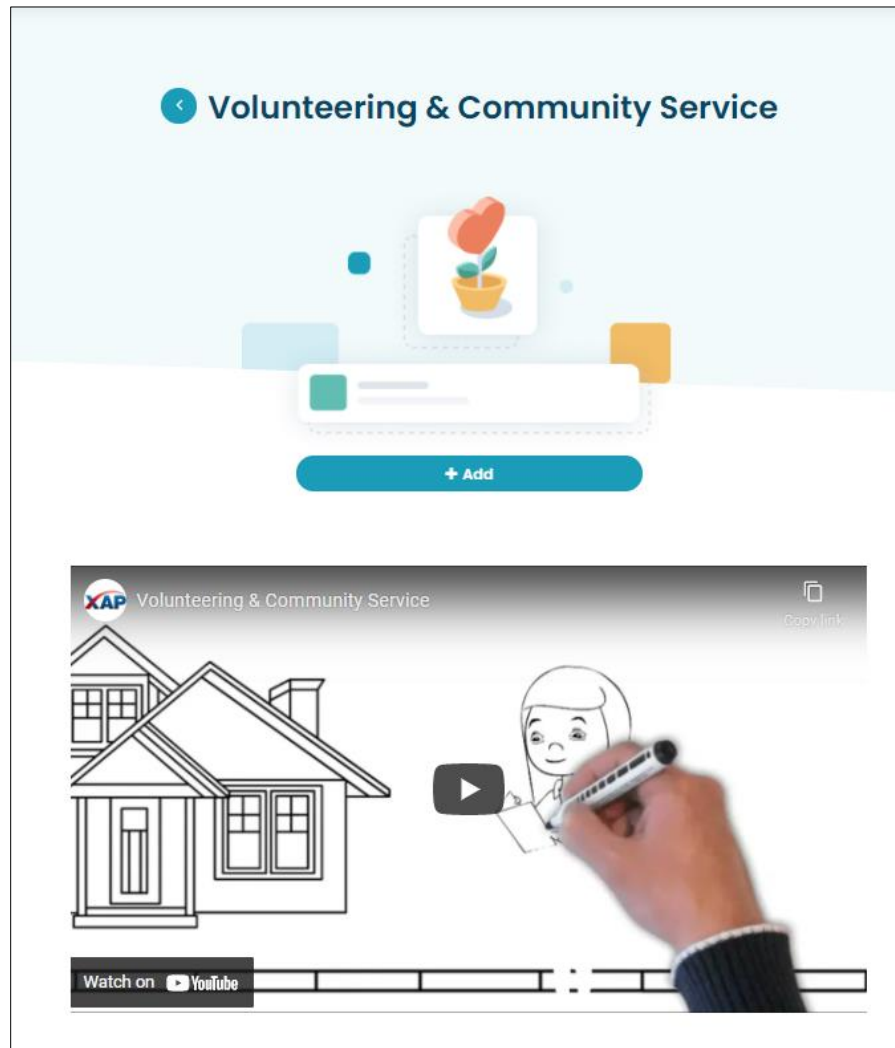 Volunteering & Community Service
+ Add
XAP Volunteering & Community Service
Copy link
Watch on YouTube